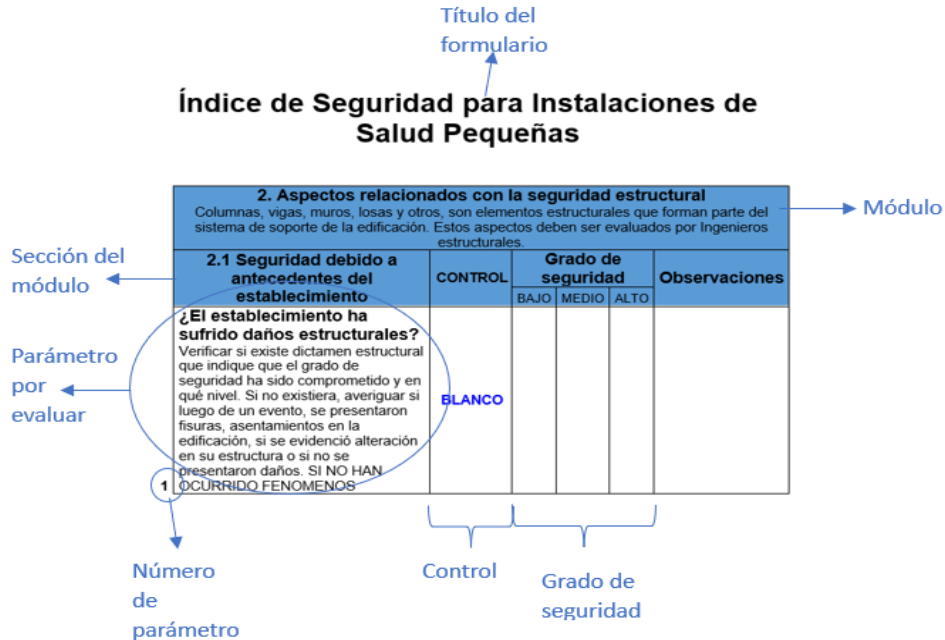 Título del
formulario
Índice de Seguridad para Instalaciones de
Salud Pequeñas
2. Aspectos relacionados con la seguridad estructural
Columnas, vigas, muros, losas y otros, son elementos estructurales que forman parte del
sistema de soporte de la edificación. Estos aspectos deben ser evaluados por Ingenieros
estructurales.
Módulo
Sección del
módulo
2.1 Seguridad debido a
antecedentes del
establecimiento
CONTROL
Grado de
seguridad
BAJO MEDIO ALTO
Observaciones
Parámetro
por
evaluar
¿El establecimiento ha
sufrido daños estructurales?
Verificar si existe dictamen estructural
que indique que el grado de
seguridad ha sido comprometido y en
qué nivel. Si no existiera, averiguar si
luego de un evento, se presentaron
fisuras, asentamientos en la
edificación, si se evidenció alteración
en su estructura o si no se
presentaron daños. SI NO HAN
1 OCURRIDO FENOMENOS
BLANCO
Número
de
parámetro
Control
Grado de
seguridad